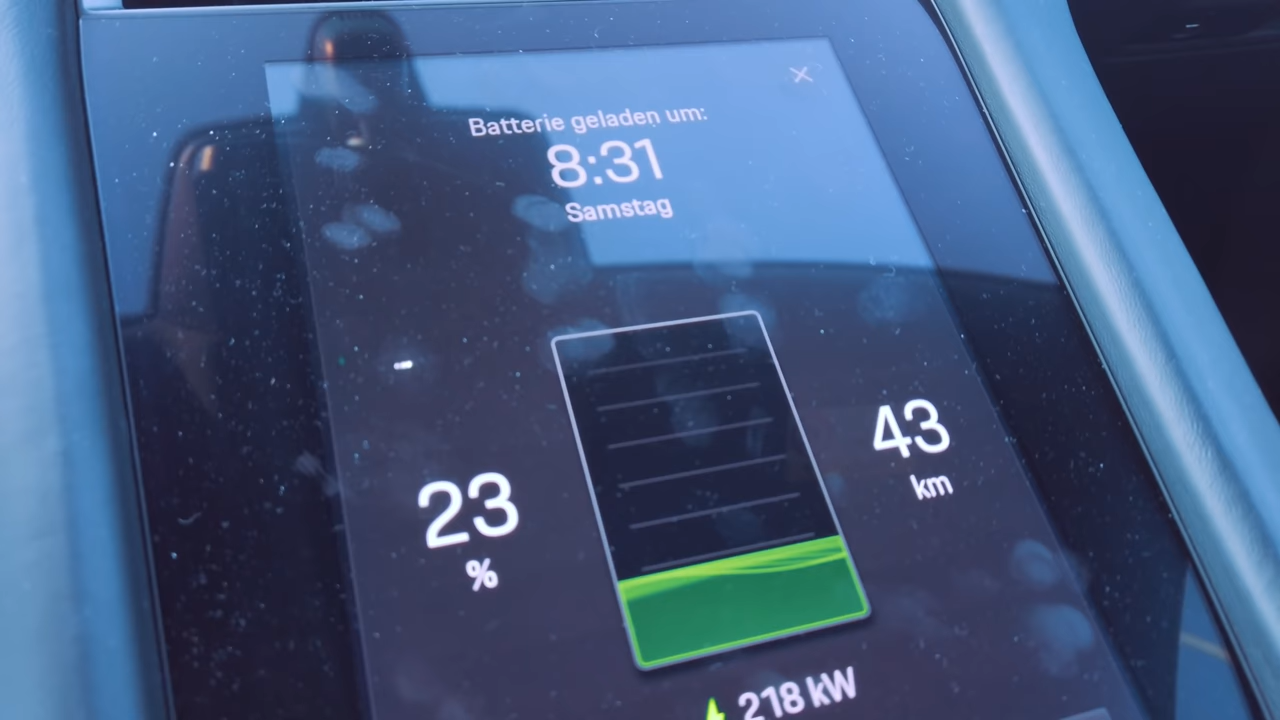 Batterie geladen um:
8:31
Samstag
43
km
23
%
218 kW